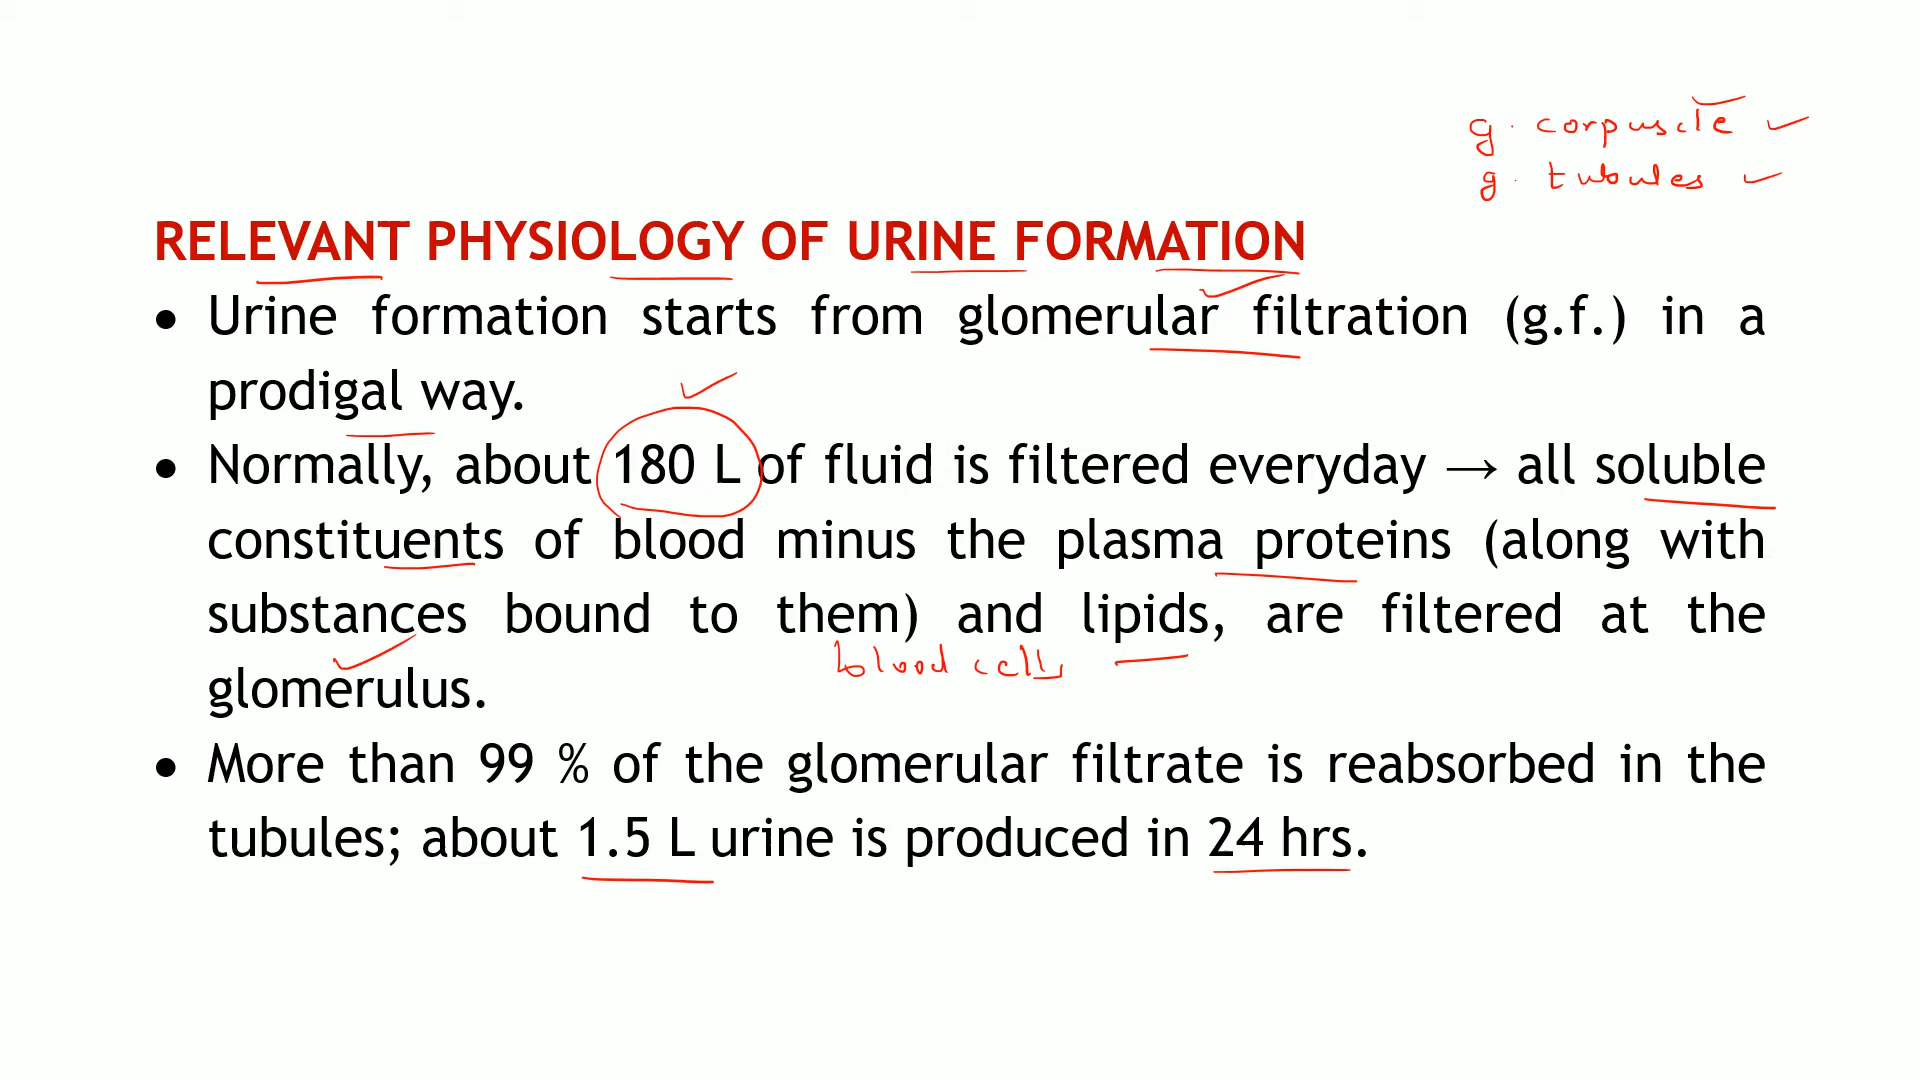 g. corpuscle
g. tubules
RELEVANT PHYSIOLOGY OF URINE FORMATION
• Urine formation starts from glomerular filtration (g.f.) in a
prodigal way.
• Normally, about 180 L of fluid is filtered everyday → all soluble
constituents of blood minus the plasma proteins (along with
substances bound to them) and lipids, are filtered at the
blood cells
glomerulus.
• More than 99 % of the glomerular filtrate is reabsorbed in the
tubules; about 1.5 L urine is produced in 24 hrs.